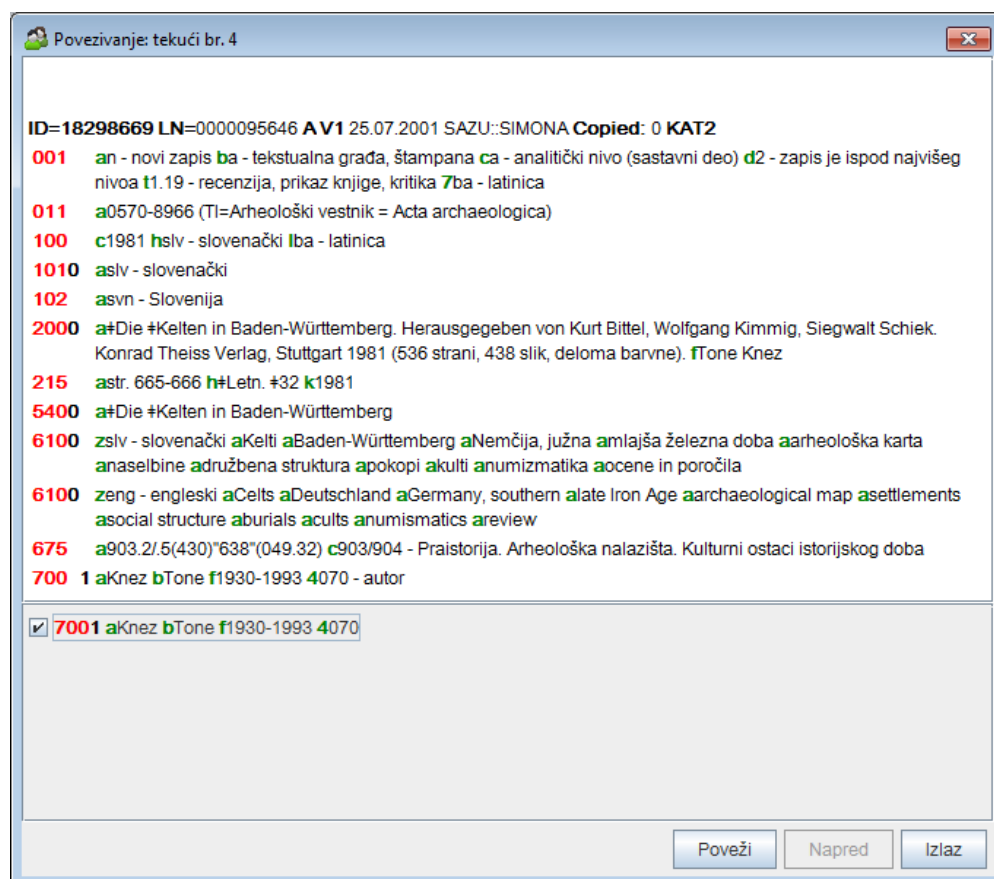 Povezivanje: tekući br. 4
ID=18298669 LN=0000095646 A V1 25.07.2001 SAZU::SIMONA Copied: 0 KAT2
001 an - novi zapis ba - tekstualna građa, štampana ca - analitički nivo (sastavni deo) d2 - zapis je ispod najvišeg
nivoa t1.19 - recenzija, prikaz knjige, kritika 7ba - latinica
011 a0570-8966 (TI=Arheološki vestnik = Acta archaeologica)
100 c1981 hslv - slovenački lba - latinica
1010 aslv - slovenački
102 asvn - Slovenija
2000 aǂDie ǂKelten in Baden-Württemberg. Herausgegeben von Kurt Bittel, Wolfgang Kimmig, Siegwalt Schiek.
Konrad Theiss Verlag, Stuttgart 1981 (536 strani, 438 slik, deloma barvne). fTone Knez
215 astr. 665-666 hǂLetn. ǂ32 k1981
5400 aǂDie ǂKelten in Baden-Württemberg
6100 zslv - slovenački aKelti aBaden-Württemberg aNemčija, južna amlajša železna doba aarheološka karta
anaselbine adružbena struktura apokopi akulti anumizmatika aocene in poročila
6100 zeng - engleski aCelts aDeutschland aGermany, southern alate Iron Age aarchaeological map asettlements
asocial structure aburials acults anumismatics areview
675 a903.2/.5(430)"638"(049.32) c903/904 - Praistorija. Arheološka nalazišta. Kulturni ostaci istorijskog doba
700 1 aKnez bTone f1930-1993 4070 - autor
7001 aKnez bTone f1930-1993 4070
Poveži Napred Izlaz